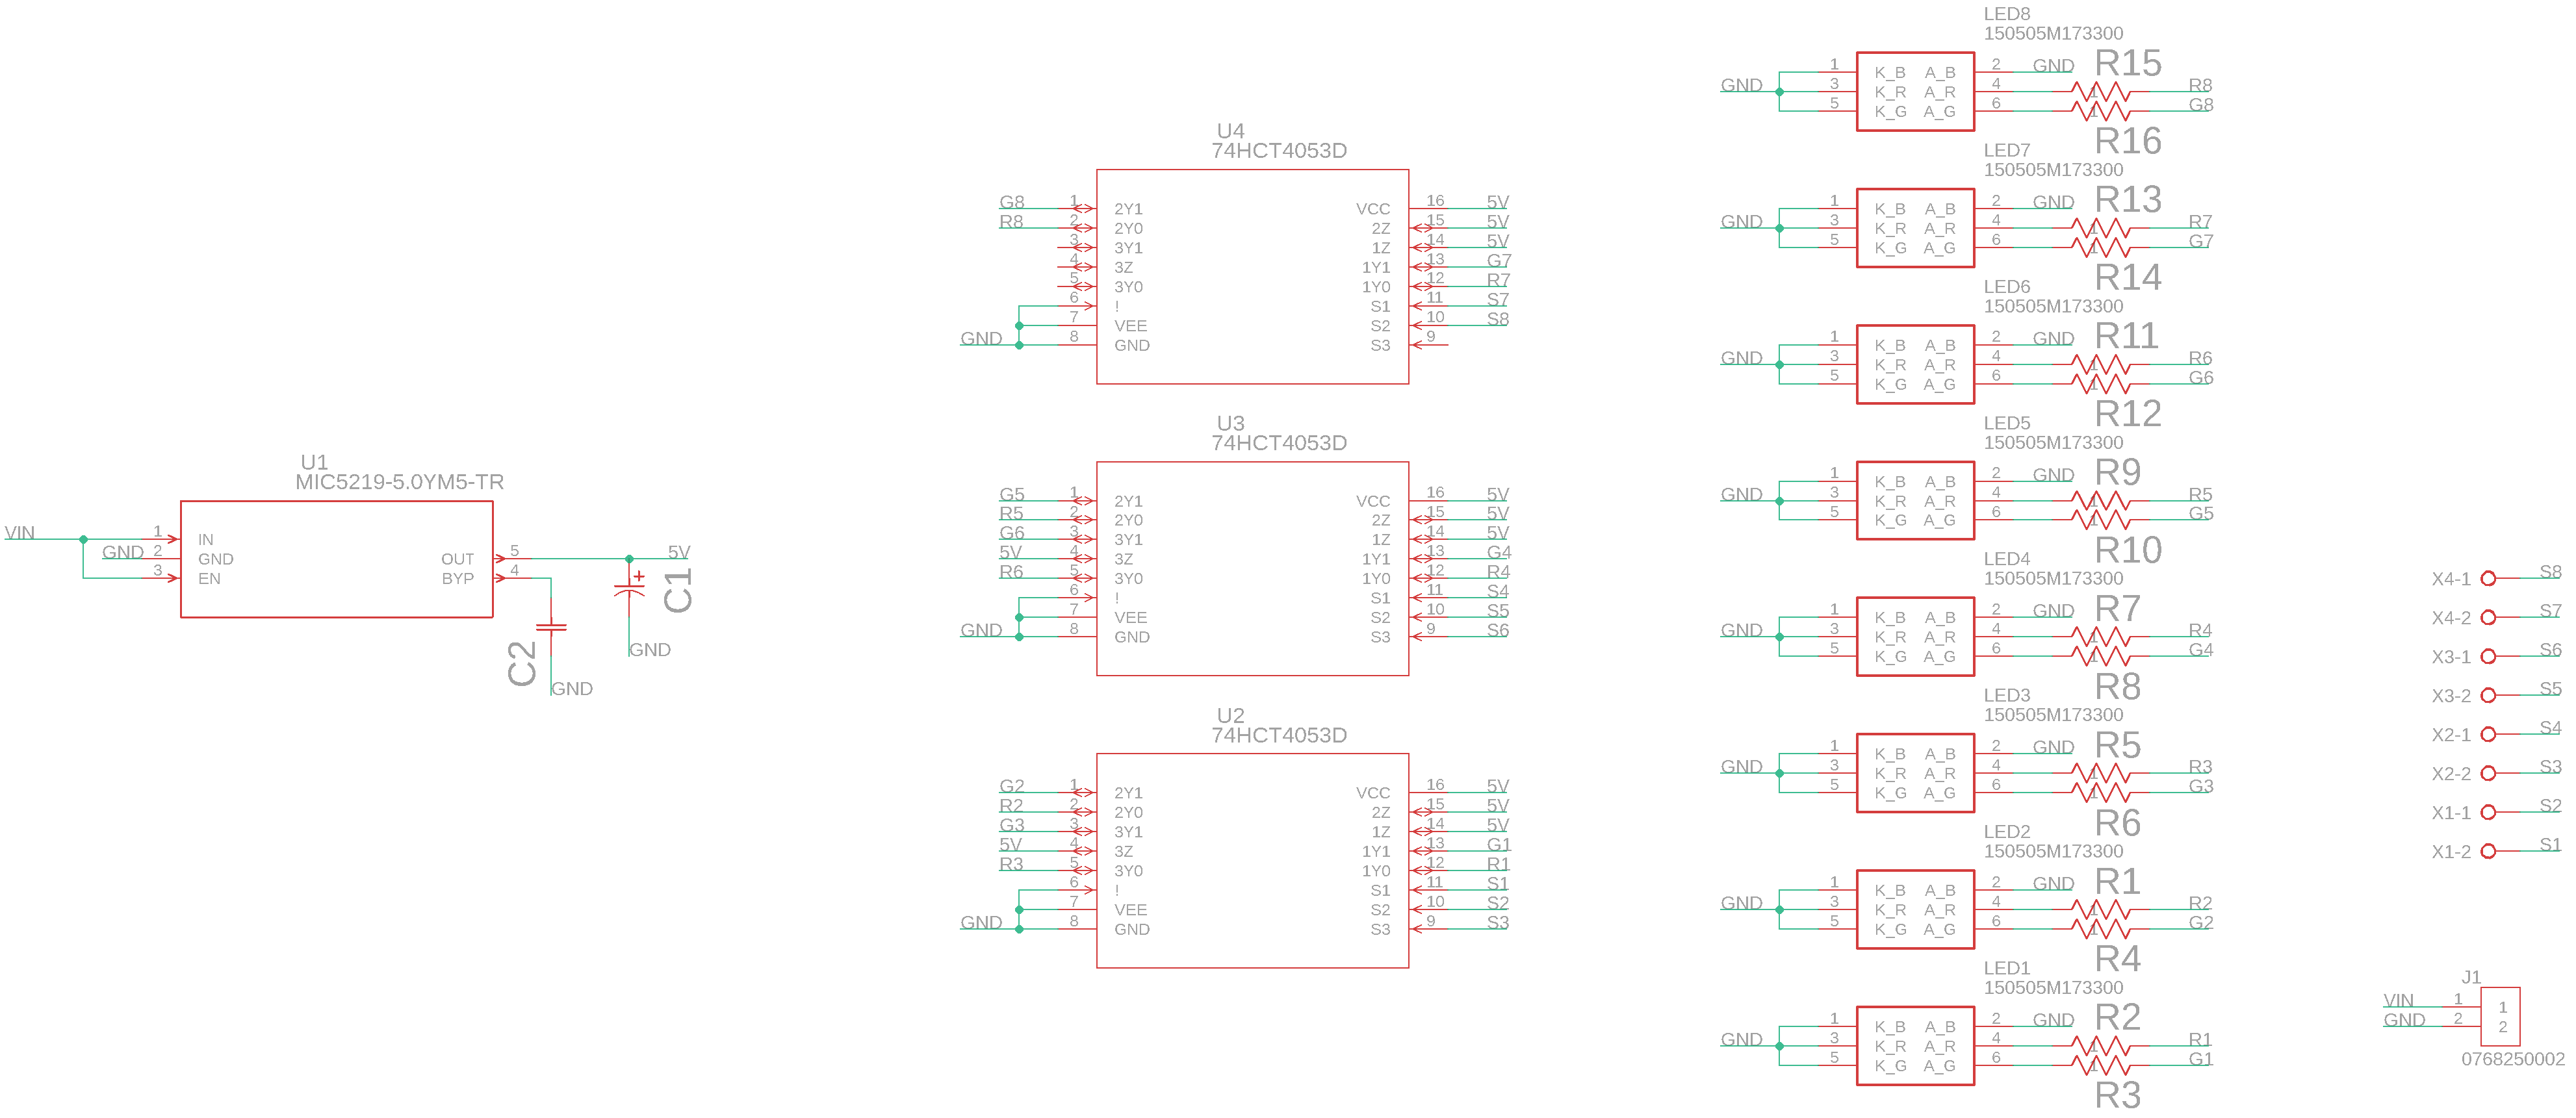 U1
MIC5219-5.0YM5-TR
VIN
GND
1 IN
2 GND
3 EN
OUT 5
BYP 4
5V
+
C1
GND
C2
GND
U4
74HCT4053D
G8 1 2Y1 VCC 16 5V
R8 2 2Y0 2Z 15 5V
3 3Y1 1Z 14 5V
4 3Z 1Y1 13 G7
5 3Y0 1Y0 12 R7
6 ! S1 11 S7
7 VEE S2 10 S8
GND 8 GND S3 9
U3
74HCT4053D
G5 1 2Y1 VCC 16 5V
R5 2 2Y0 2Z 15 5V
G6 3 3Y1 1Z 14 5V
5V 4 3Z 1Y1 13 G4
R6 5 3Y0 1Y0 12 R4
6 ! S1 11 S4
7 VEE S2 10 S5
GND 8 GND S3 9 S6
U2
74HCT4053D
G2 1 2Y1 VCC 16 5V
R2 2 2Y0 2Z 15 5V
G3 3 3Y1 1Z 14 5V
5V 4 3Z 1Y1 13 G1
R3 5 3Y0 1Y0 12 R1
6 ! S1 11 S1
7 VEE S2 10 S2
GND 8 GND S3 9 S3
LED8
150505M173300
R15
1 K_B A_B 2 GND
GND 3 K_R A_R 4 1 R8
5 K_G A_G 6 1 G8
R16
LED7
150505M173300
R13
1 K_B A_B 2 GND
GND 3 K_R A_R 4 1 R7
5 K_G A_G 6 1 G7
R14
LED6
150505M173300
R11
1 K_B A_B 2 GND
GND 3 K_R A_R 4 1 R6
5 K_G A_G 6 1 G6
R12
LED5
150505M173300
R9
1 K_B A_B 2 GND
GND 3 K_R A_R 4 1 R5
5 K_G A_G 6 1 G5
R10
LED4
150505M173300
R7
1 K_B A_B 2 GND
GND 3 K_R A_R 4 1 R4
5 K_G A_G 6 1 G4
R8
LED3
150505M173300
R5
1 K_B A_B 2 GND
GND 3 K_R A_R 4 1 R3
5 K_G A_G 6 1 G3
R6
LED2
150505M173300
R1
1 K_B A_B 2 GND
GND 3 K_R A_R 4 1 R2
5 K_G A_G 6 1 G2
R4
LED1
150505M173300
R2
1 K_B A_B 2 GND
GND 3 K_R A_R 4 1 R1
5 K_G A_G 6 1 G1
R3
X4-1 S8
X4-2 S7
X3-1 S6
X3-2 S5
X2-1 S4
X2-2 S3
X1-1 S2
X1-2 S1
J1
VIN 1 1
GND 2 2
0768250002